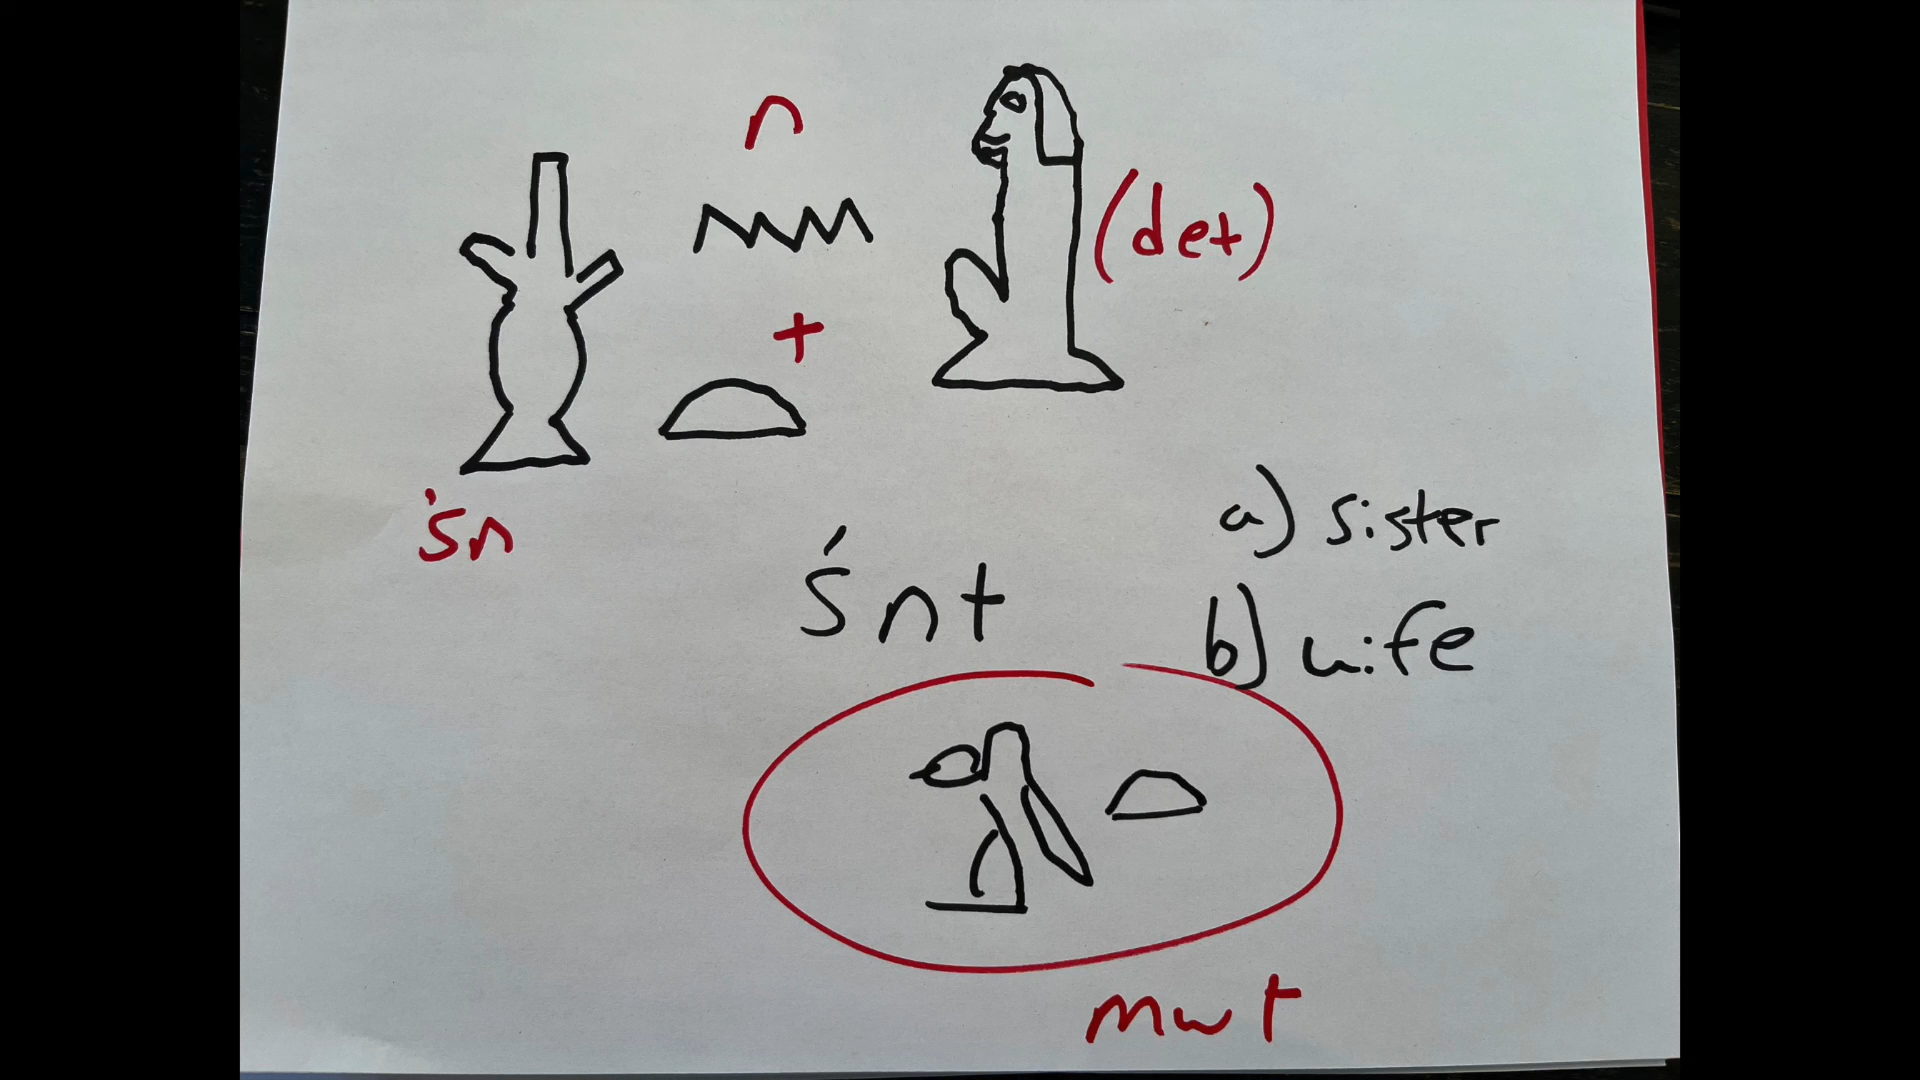 n
(det)
t
śn
a) sister
śnt
b) wife
mwt